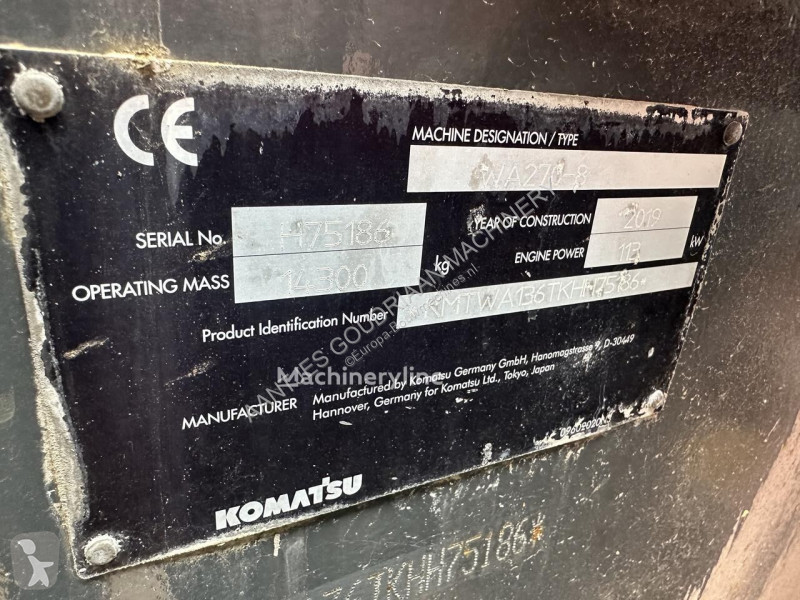 CE
MACHINE DESIGNATION / TYPE
WA270-8
SERIAL No. H75186
YEAR OF CONSTRUCTION 2019
OPERATING MASS 14300 kg
ENGINE POWER 113 kW
Product Identification Number *KMTWA136TKHH75186*
MANUFACTURER Manufactured by Komatsu Germany GmbH, Hanomagstrasse 9, D-30449
Hannover, Germany for Komatsu Ltd., Tokyo, Japan
KOMATSU
TKHH75186*
Machineryline